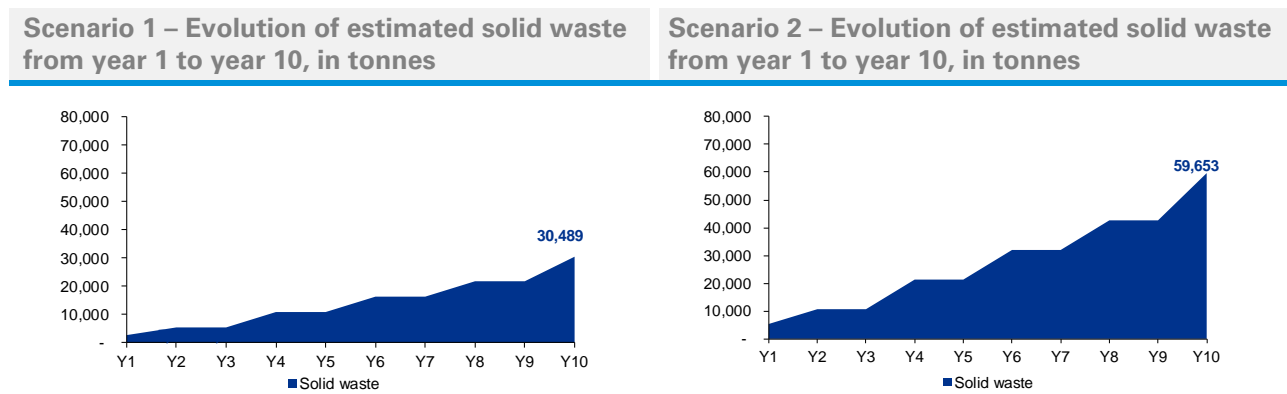 Scenario 1 – Evolution of estimated solid waste
from year 1 to year 10, in tonnes
80,000
70,000
60,000
50,000
40,000
30,000
20,000
10,000
-
30,489
Y1 Y2 Y3 Y4 Y5 Y6 Y7 Y8 Y9 Y10
Solid waste
Scenario 2 – Evolution of estimated solid waste
from year 1 to year 10, in tonnes
80,000
70,000
60,000
50,000
40,000
30,000
20,000
10,000
-
59,653
Y1 Y2 Y3 Y4 Y5 Y6 Y7 Y8 Y9 Y10
Solid waste